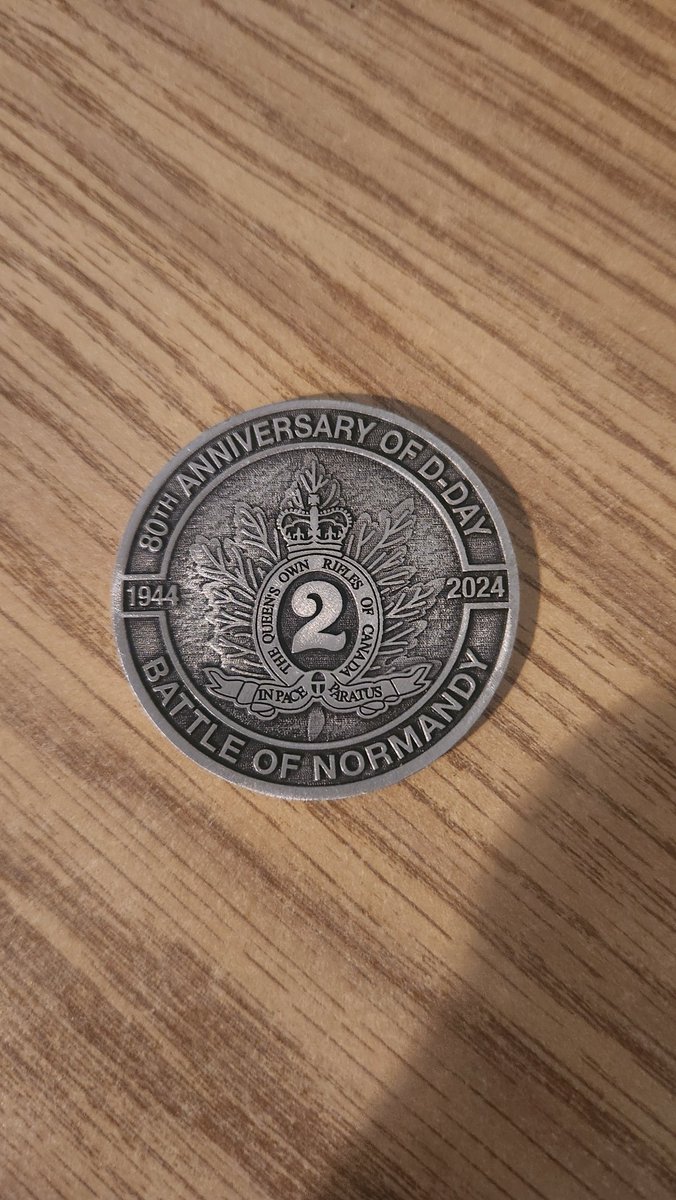 80TH ANNIVERSARY OF D-DAY
1944
2024
THE QUEEN'S OWN RIFLES OF CANADA
2
IN PACE PARATUS
BATTLE OF NORMANDY